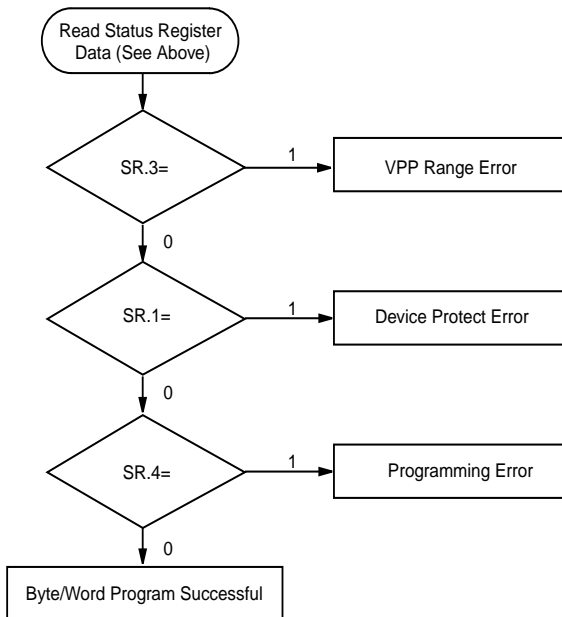 Read Status Register
Data (See Above)
SR.3=
1
VPP Range Error
0
SR.1=
1
Device Protect Error
0
SR.4=
1
Programming Error
0
Byte/Word Program Successful